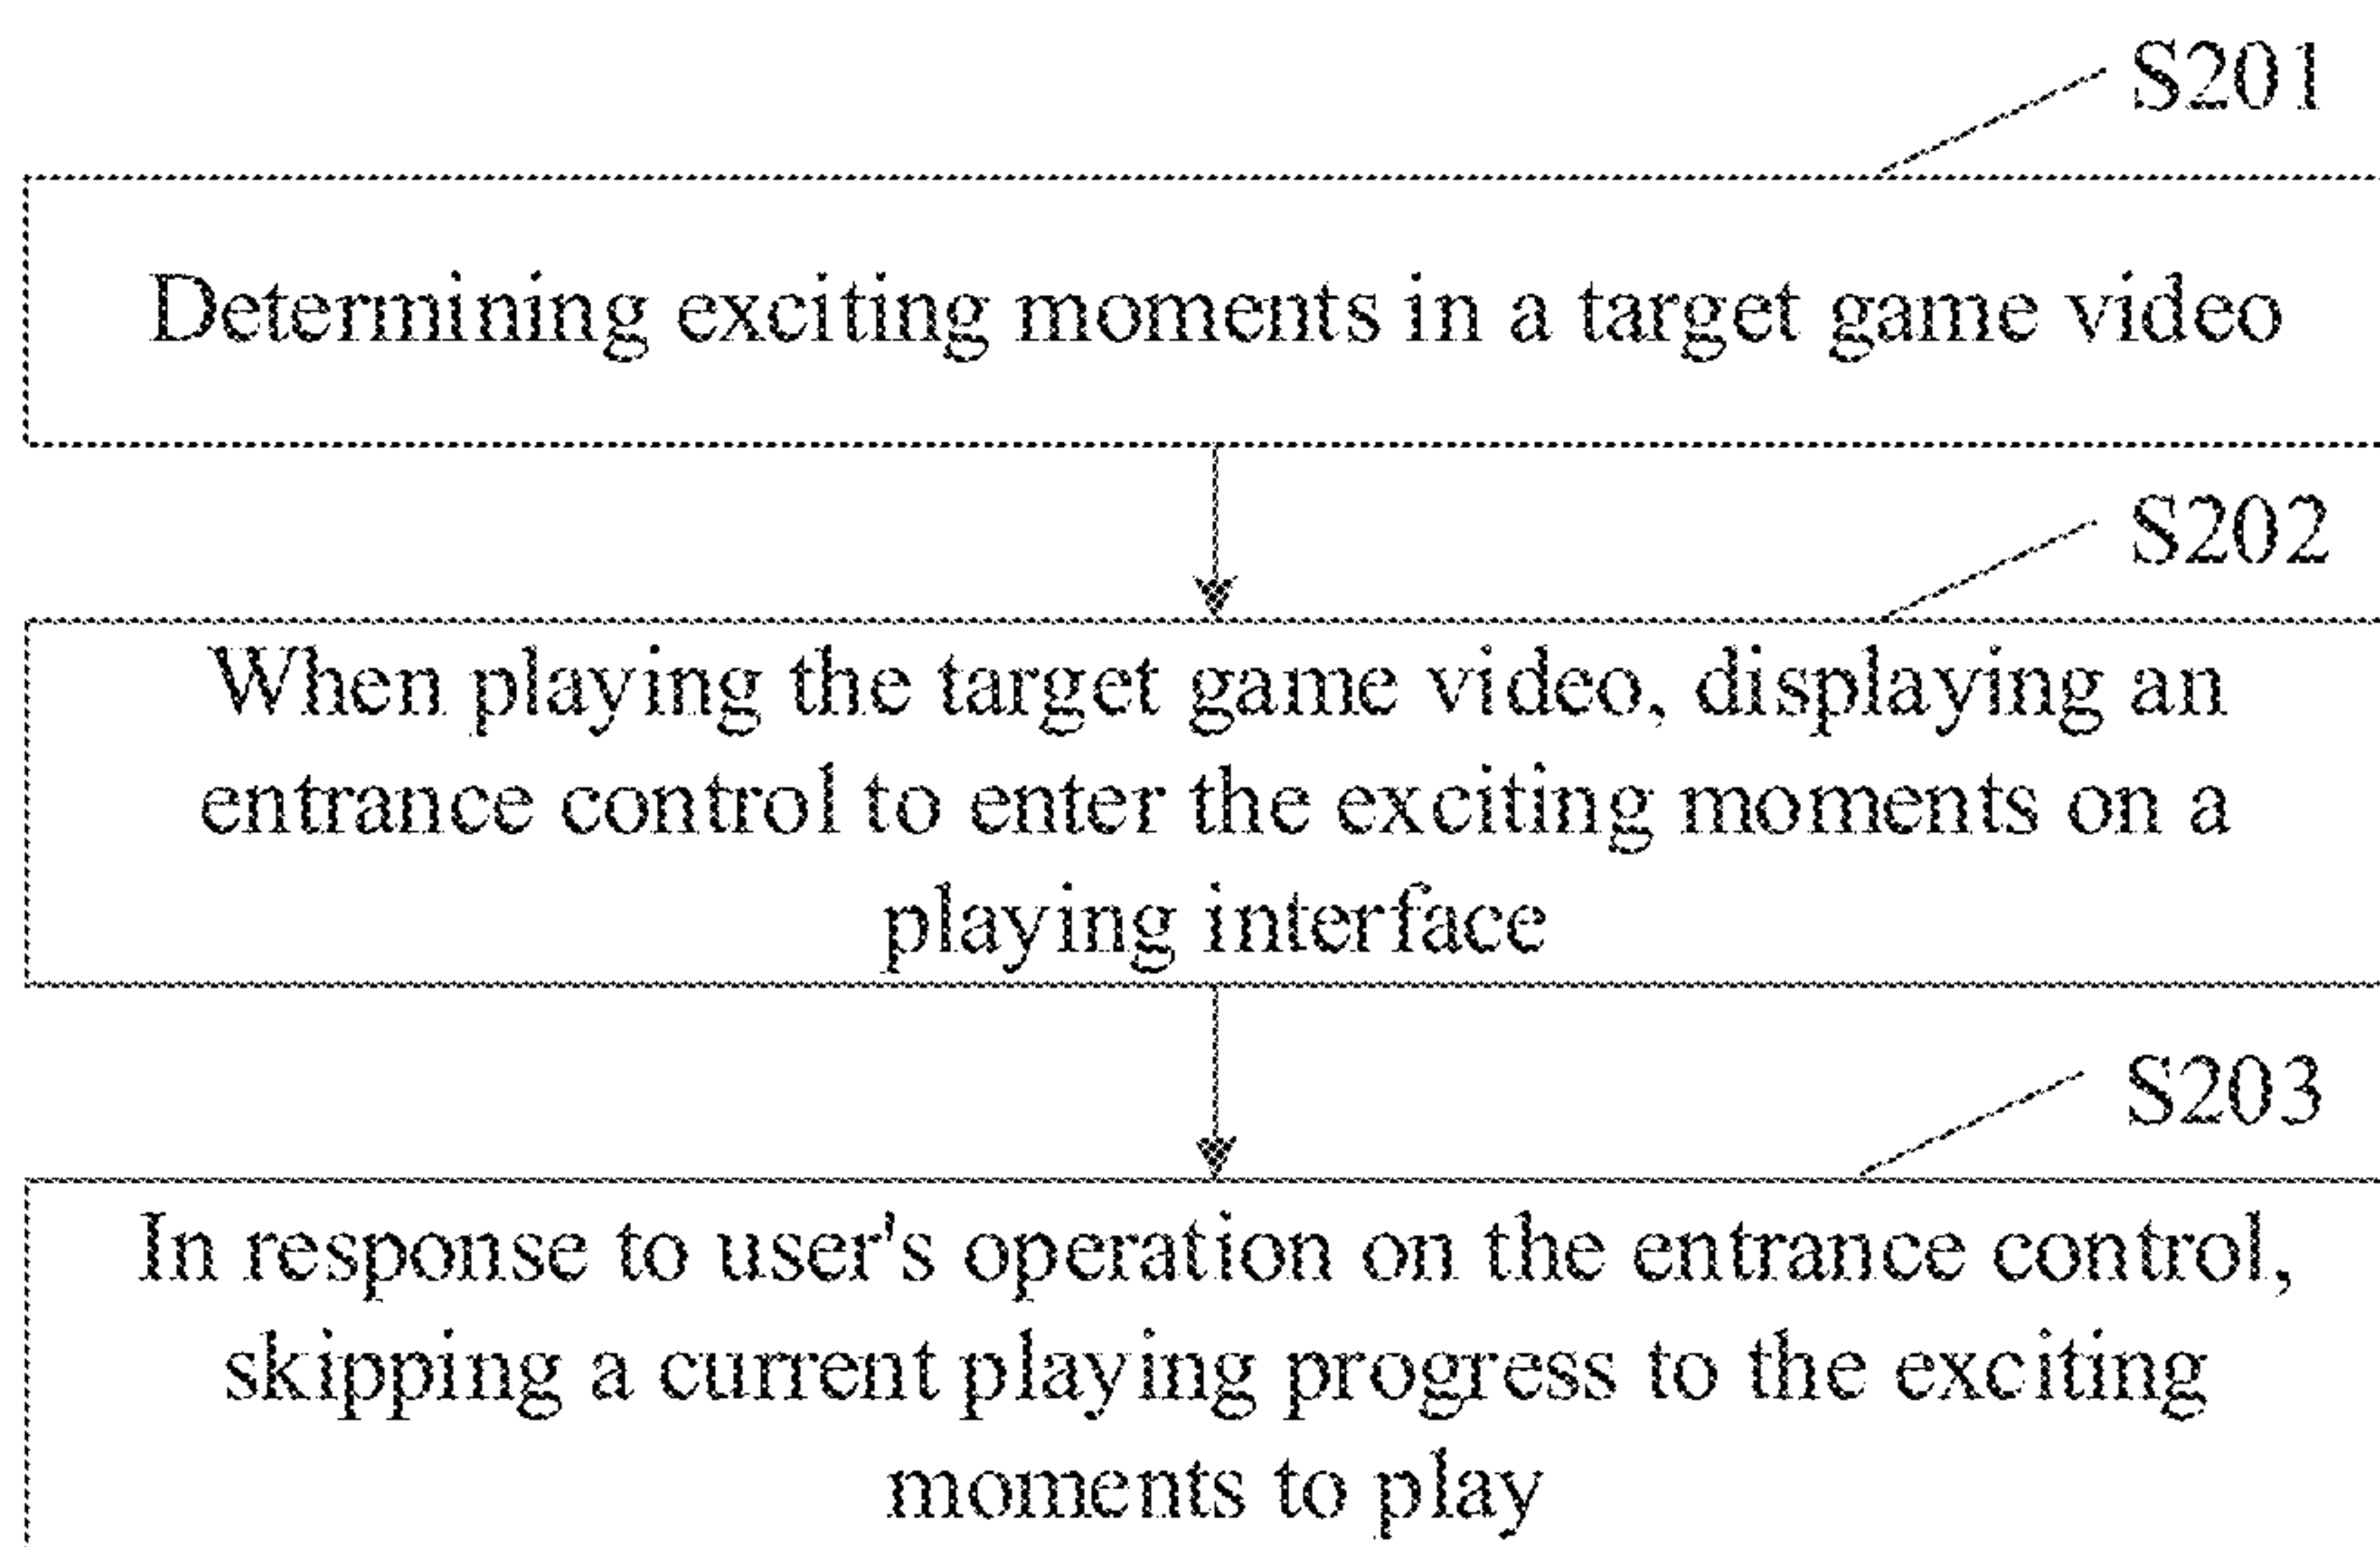 S201
Determining exciting moments in a target game video
S202
When playing the target game video, displaying an
entrance control to enter the exciting moments on a
playing interface
S203
In response to user's operation on the entrance control,
skipping a current playing progress to the exciting
moments to play